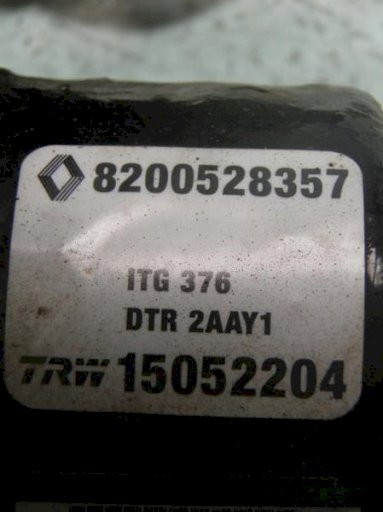 8200528357
ITG 376
DTR 2AAY1
TRW 15052204